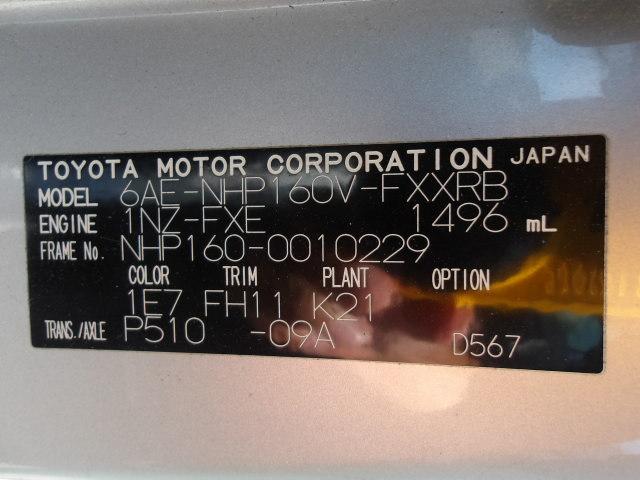 TOYOTA MOTOR CORPORATION JAPAN
MODEL 6AE-NHP160V-FXXRB
ENGINE 1NZ-FXE 1496 mL
FRAME No. NHP160-0010229
COLOR TRIM PLANT OPTION
1E7 FH11 K21
TRANS./AXLE P510 -09A D567